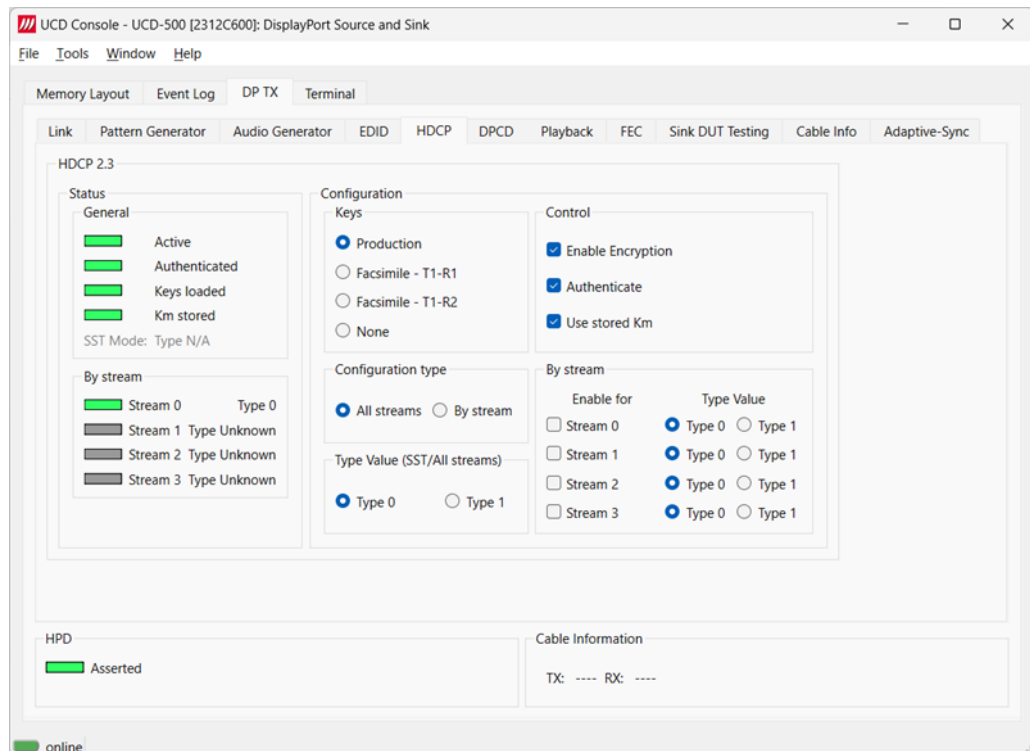 UCD Console - UCD-500 [2312C600]: DisplayPort Source and Sink
File Tools Window Help
Memory Layout Event Log DP TX Terminal
Link Pattern Generator Audio Generator EDID HDCP DPCD Playback FEC Sink DUT Testing Cable Info Adaptive-Sync
HDCP 2.3
Status
General
Active
Authenticated
Keys loaded
Km stored
SST Mode: Type N/A
By stream
Stream 0 Type 0
Stream 1 Type Unknown
Stream 2 Type Unknown
Stream 3 Type Unknown
Configuration
Keys
Production
Facsimile - T1-R1
Facsimile - T1-R2
None
Control
Enable Encryption
Authenticate
Use stored Km
Configuration type
All streams By stream
Type Value (SST/All streams)
Type 0 Type 1
By stream
Enable for Type Value
Stream 0 Type 0 Type 1
Stream 1 Type 0 Type 1
Stream 2 Type 0 Type 1
Stream 3 Type 0 Type 1
HPD
Asserted
Cable Information
TX: ---- RX: ----
online